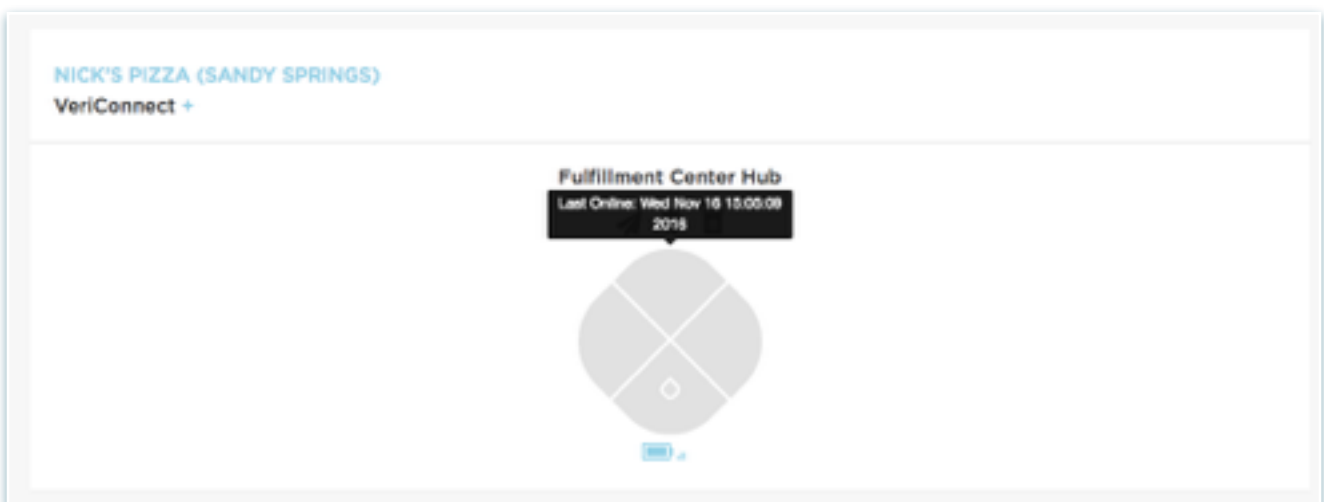 NICK'S PIZZA (SANDY SPRINGS)
VeriConnect +
Fulfillment Center Hub
Last Online: Wed Nov 16 15:05:09
2016